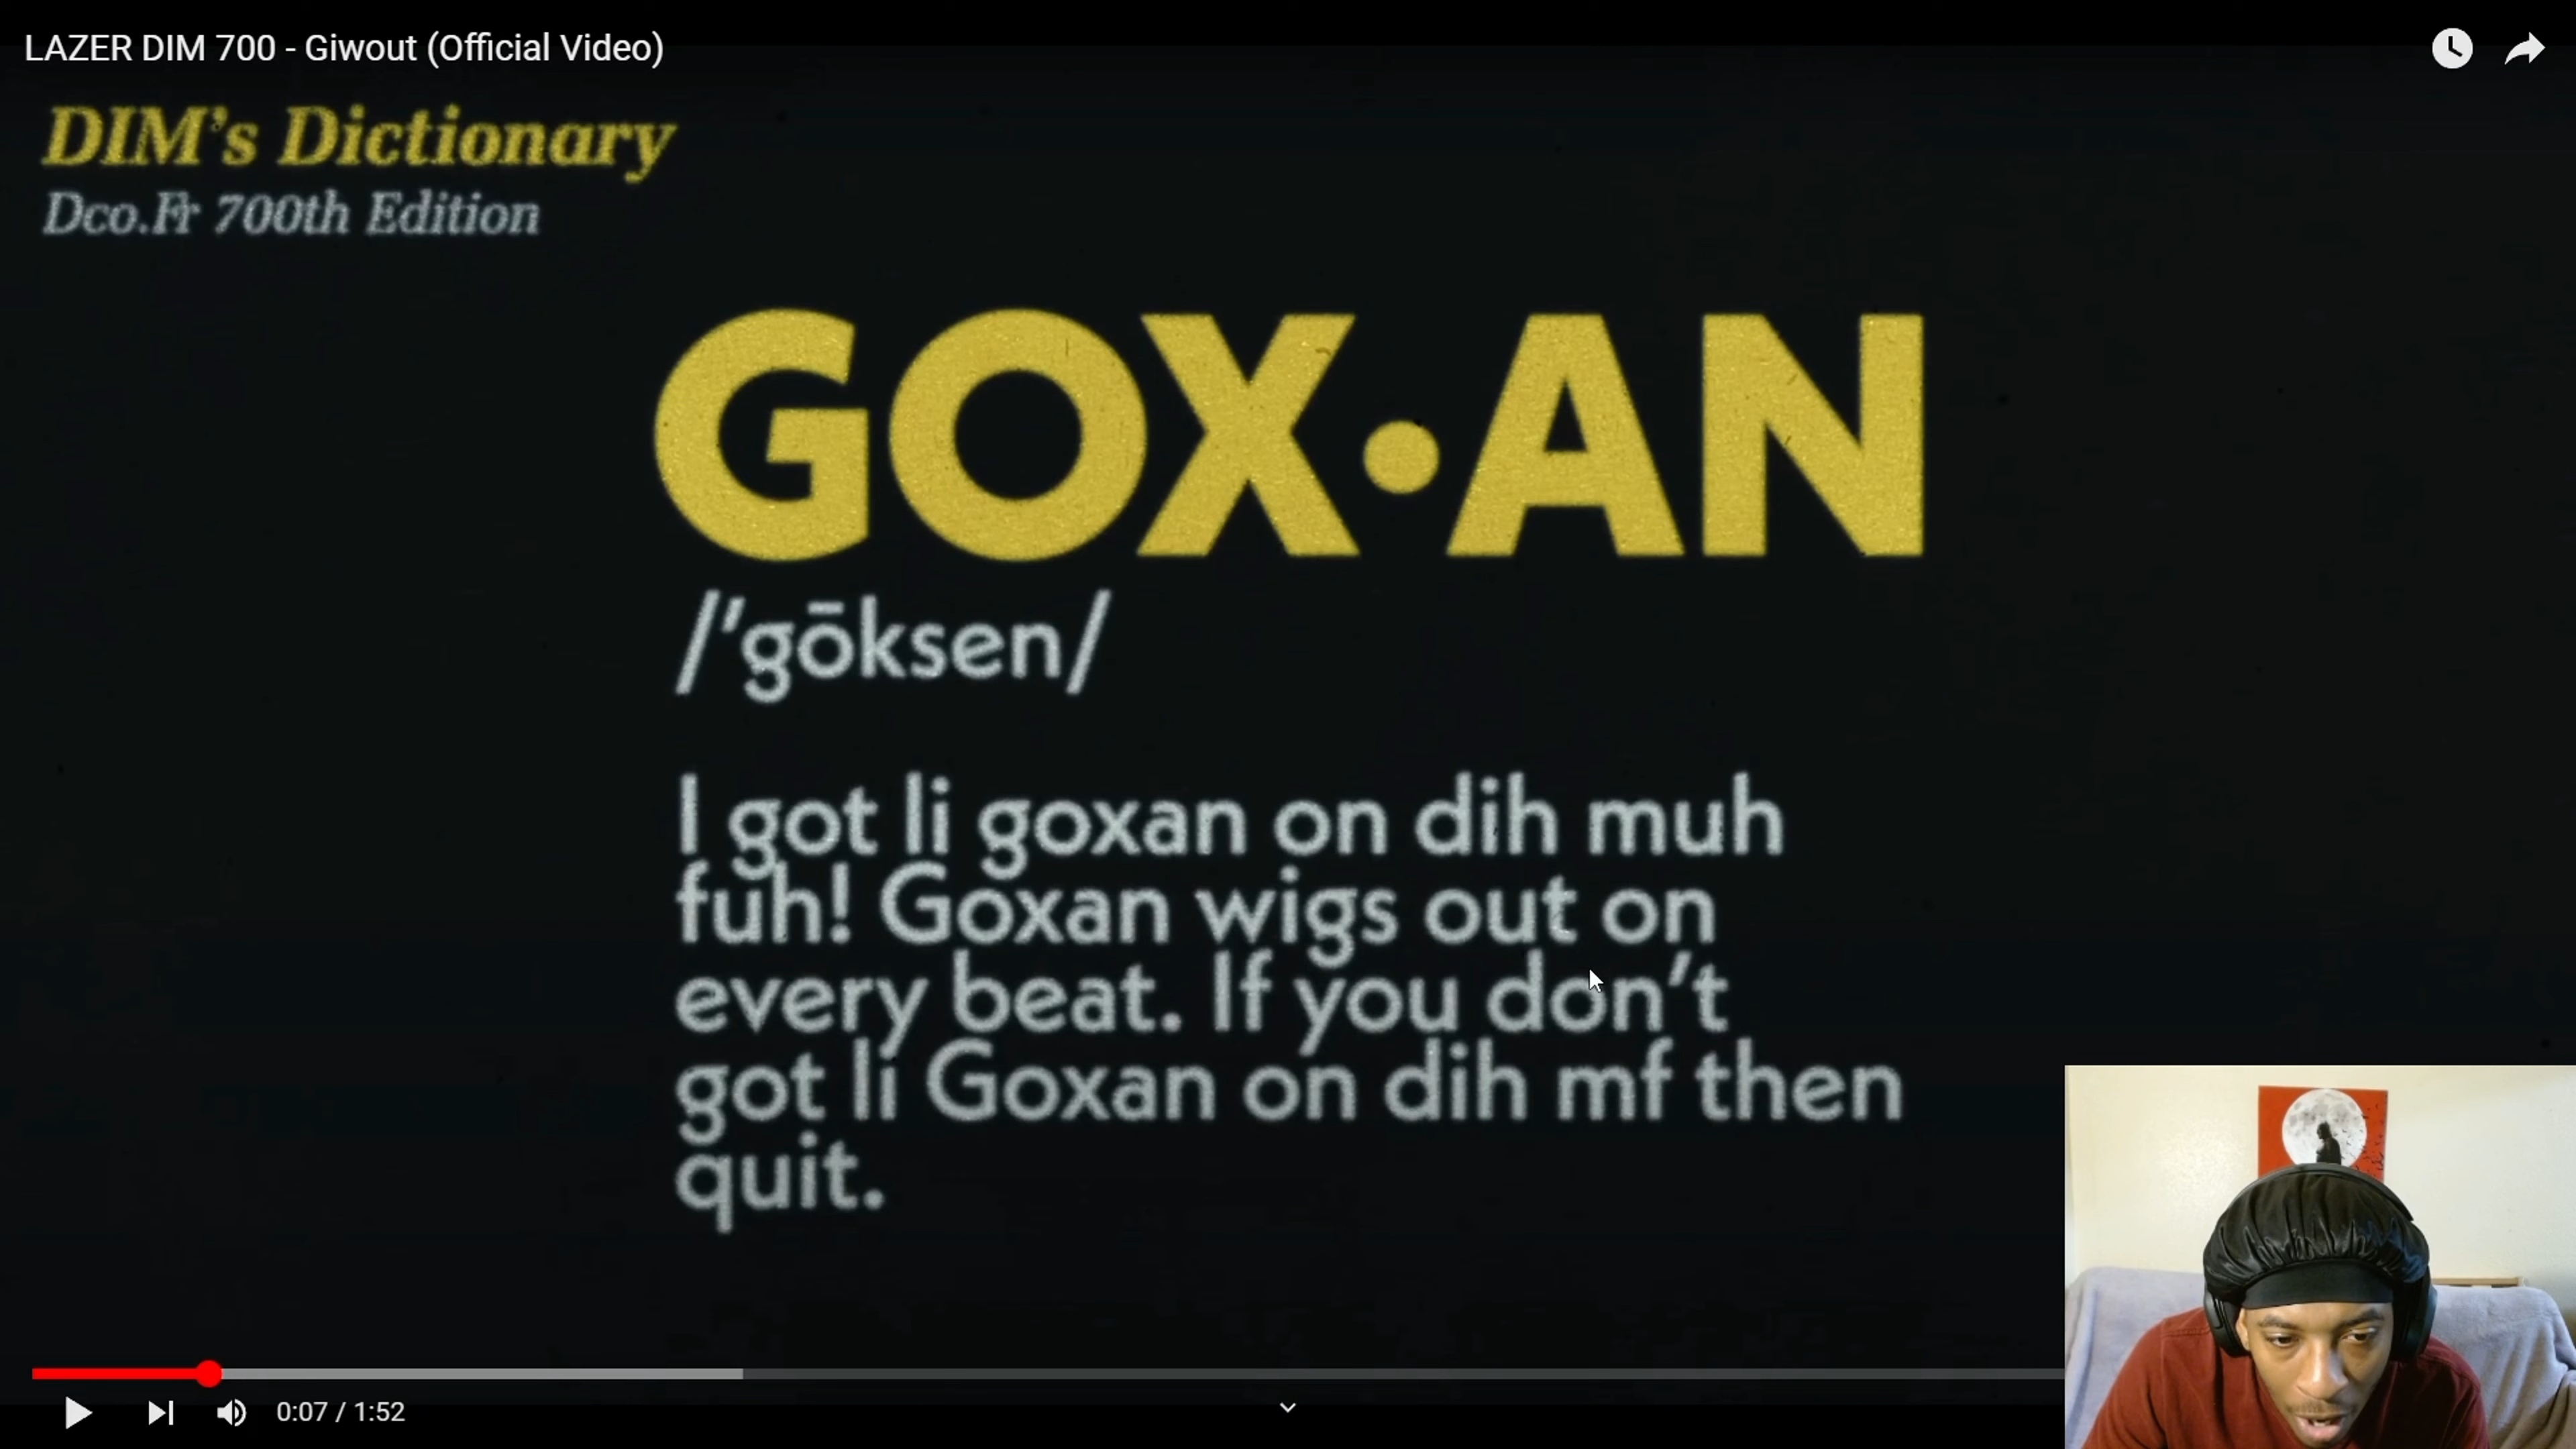 LAZER DIM 700 - Giwout (Official Video)
DIM's Dictionary
Dco.Fr 700th Edition
GOX•AN
/'gōksen/
I got li goxan on dih muh
fuh! Goxan wigs out on
every beat. If you don't
got li Goxan on dih mf then
quit.
0:07 / 1:52